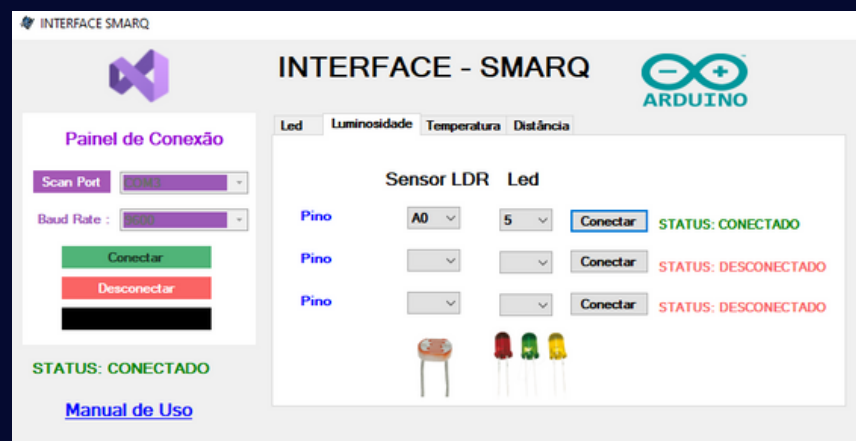 INTERFACE SMARQ
INTERFACE - SMARQ
ARDUINO
Painel de Conexão
Scan Port COM3
Baud Rate : 9600
Conectar
Desconectar
STATUS: CONECTADO
Manual de Uso
Led Luminosidade Temperatura Distância
Sensor LDR Led
Pino A0 5 Conectar STATUS: CONECTADO
Pino Conectar STATUS: DESCONECTADO
Pino Conectar STATUS: DESCONECTADO